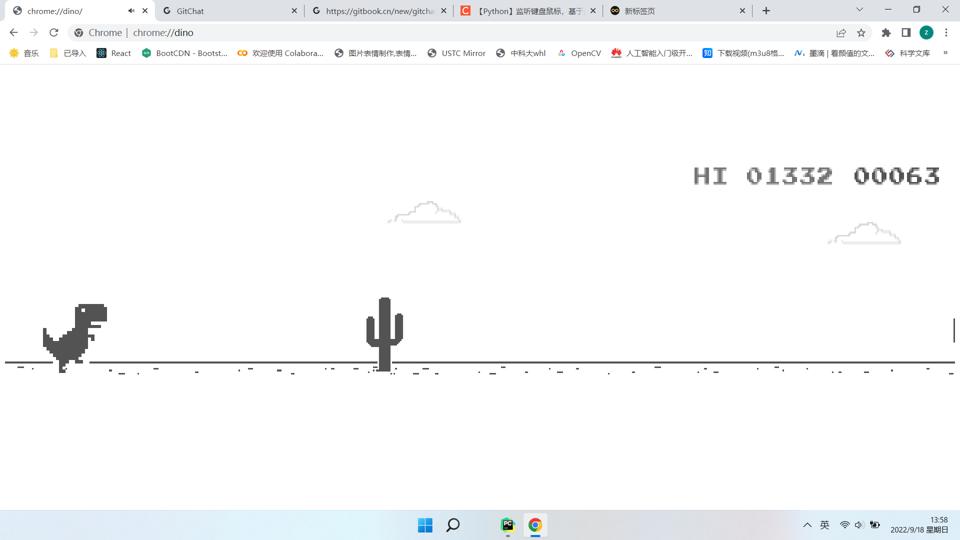 chrome://dino/
GitChat
https://gitbook.cn/new/gitcha
【Python】监听键盘鼠标，基于
新标签页
Chrome | chrome://dino
z
音乐
已导入
React
BootCDN - Bootst...
欢迎使用 Colabora...
图片表情制作,表情...
USTC Mirror
中科大whl
OpenCV
人工智能入门极开...
知 下载视频(m3u8格...
墨滴 | 看颜值的文...
科学文库
»
HI 01332 00063
PC
英
13:58
2022/9/18 星期日